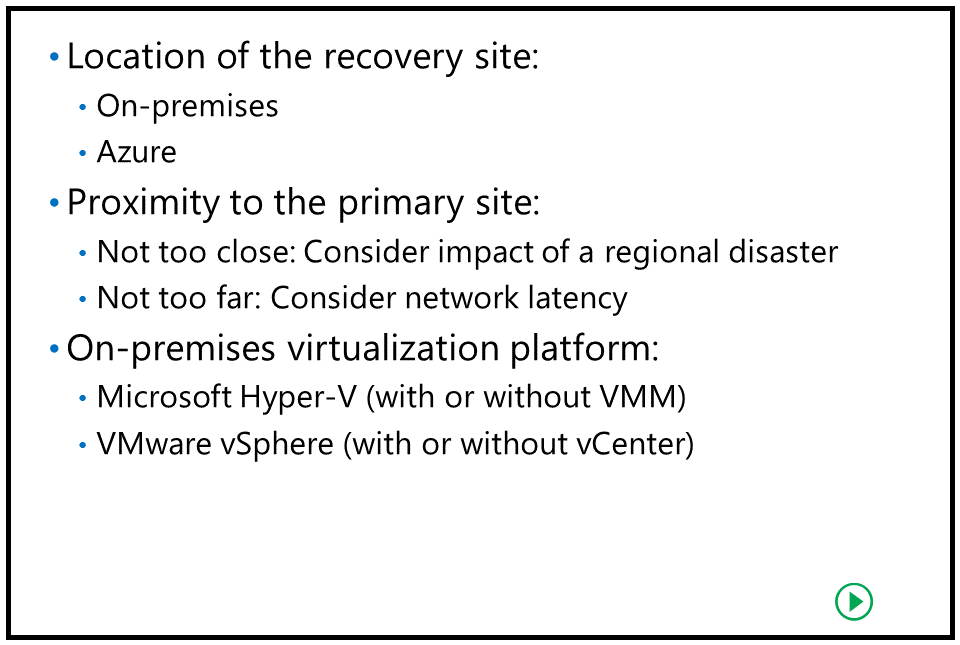 • Location of the recovery site:
• On-premises
• Azure
• Proximity to the primary site:
• Not too close: Consider impact of a regional disaster
• Not too far: Consider network latency
• On-premises virtualization platform:
• Microsoft Hyper-V (with or without VMM)
• VMware vSphere (with or without vCenter)